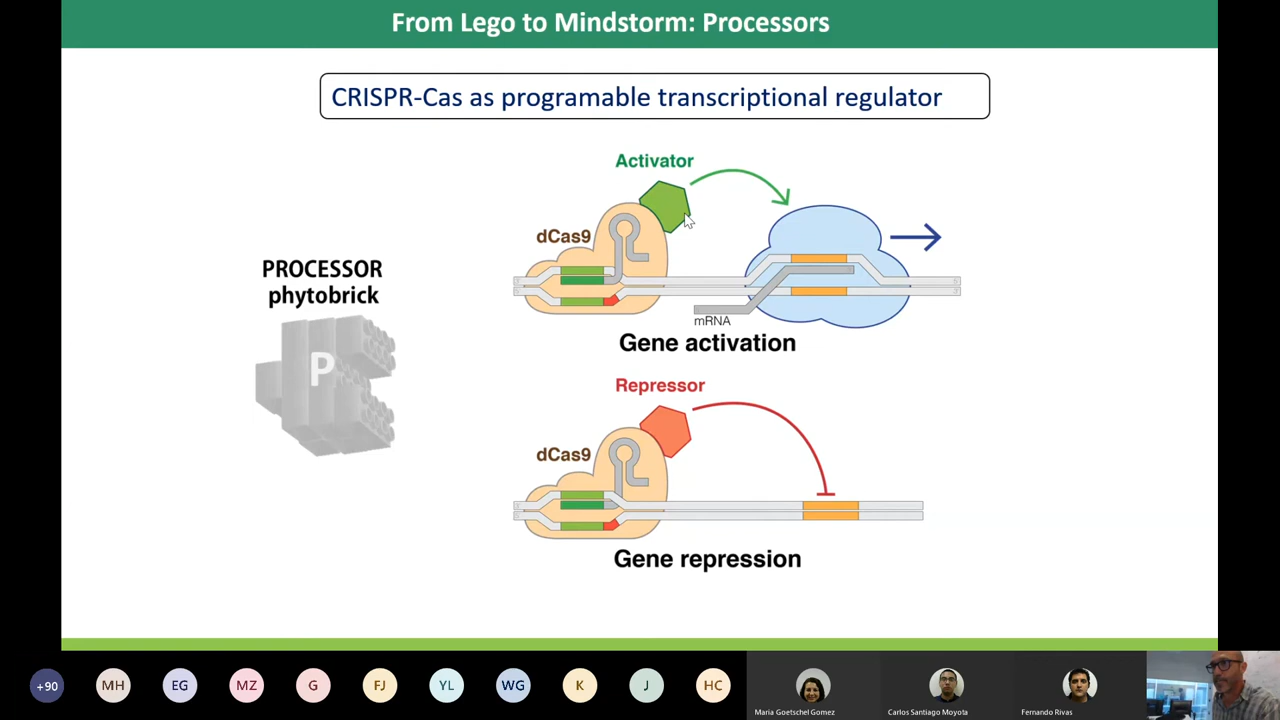 From Lego to Mindstorm: Processors
CRISPR-Cas as programable transcriptional regulator
Activator
dCas9
PROCESSOR
phytobrick
P
mRNA
Gene activation
Repressor
dCas9
Gene repression
+90
MH
EG
MZ
G
FJ
YL
WG
K
J
HC
Maria Goetschel Gomez
Carlos Santiago Moyota
Fernando Rivas